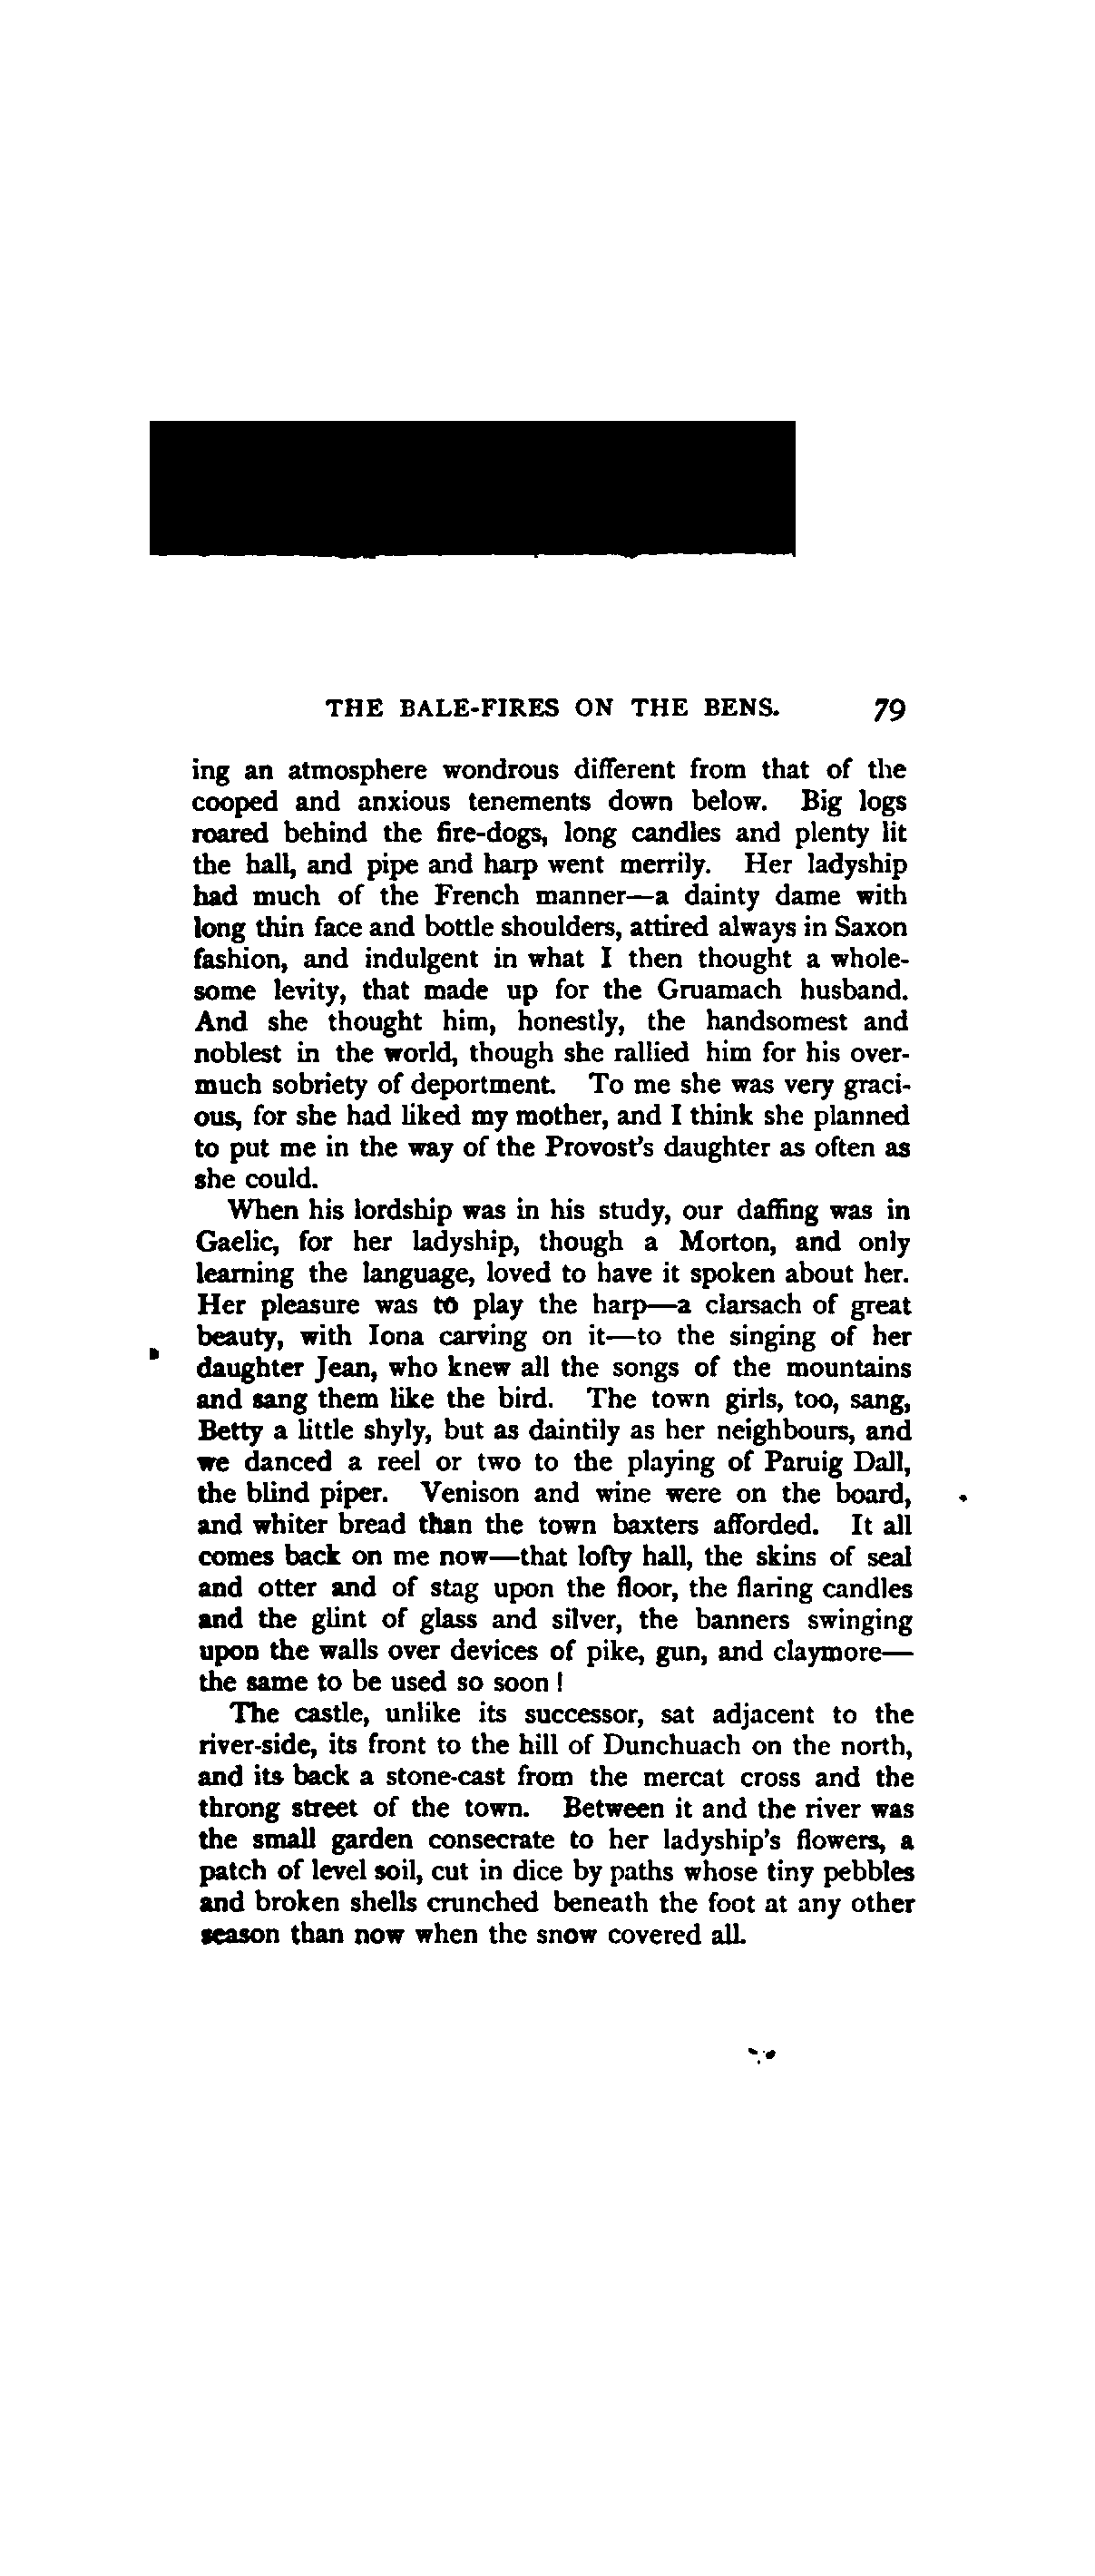 THE BALE-FIRES ON THE BENS. 79
ing an atmosphere wondrous different from that of the
cooped and anxious tenements down below. Big logs
roared behind the fire-dogs, long candles and plenty lit
the hall, and pipe and harp went merrily. Her ladyship
had much of the French manner—a dainty dame with
long thin face and bottle shoulders, attired always in Saxon
fashion, and indulgent in what I then thought a whole-
some levity, that made up for the Gruamach husband.
And she thought him, honestly, the handsomest and
noblest in the world, though she rallied him for his over-
much sobriety of deportment. To me she was very graci-
ous, for she had liked my mother, and I think she planned
to put me in the way of the Provost's daughter as often as
she could.
When his lordship was in his study, our daffing was in
Gaelic, for her ladyship, though a Morton, and only
learning the language, loved to have it spoken about her.
Her pleasure was to play the harp—a clarsach of great
beauty, with Iona carving on it—to the singing of her
daughter Jean, who knew all the songs of the mountains
and sang them like the bird. The town girls, too, sang,
Betty a little shyly, but as daintily as her neighbours, and
we danced a reel or two to the playing of Paruig Dall,
the blind piper. Venison and wine were on the board,
and whiter bread than the town baxters afforded. It all
comes back on me now—that lofty hall, the skins of seal
and otter and of stag upon the floor, the flaring candles
and the glint of glass and silver, the banners swinging
upon the walls over devices of pike, gun, and claymore—
the same to be used so soon!
The castle, unlike its successor, sat adjacent to the
river-side, its front to the hill of Dunchuach on the north,
and its back a stone-cast from the mercat cross and the
throng street of the town. Between it and the river was
the small garden consecrate to her ladyship's flowers, a
patch of level soil, cut in dice by paths whose tiny pebbles
and broken shells crunched beneath the foot at any other
season than now when the snow covered all.